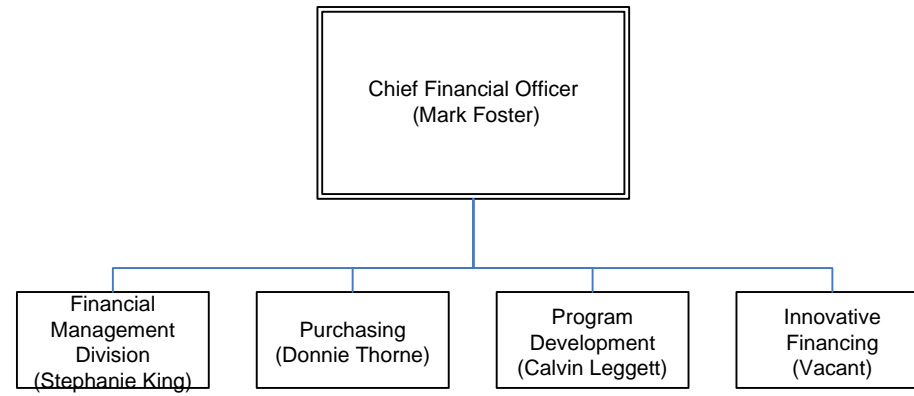 Chief Financial Officer
(Mark Foster)
Financial
Management
Division
(Stephanie King)
Purchasing
(Donnie Thorne)
Program
Development
(Calvin Leggett)
Innovative
Financing
(Vacant)